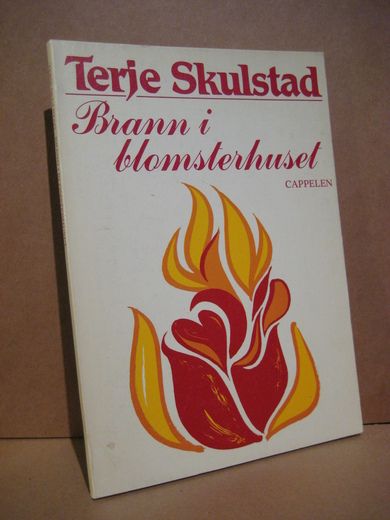 Terje Skulstad
Brann i
blomsterhuset
CAPPELEN